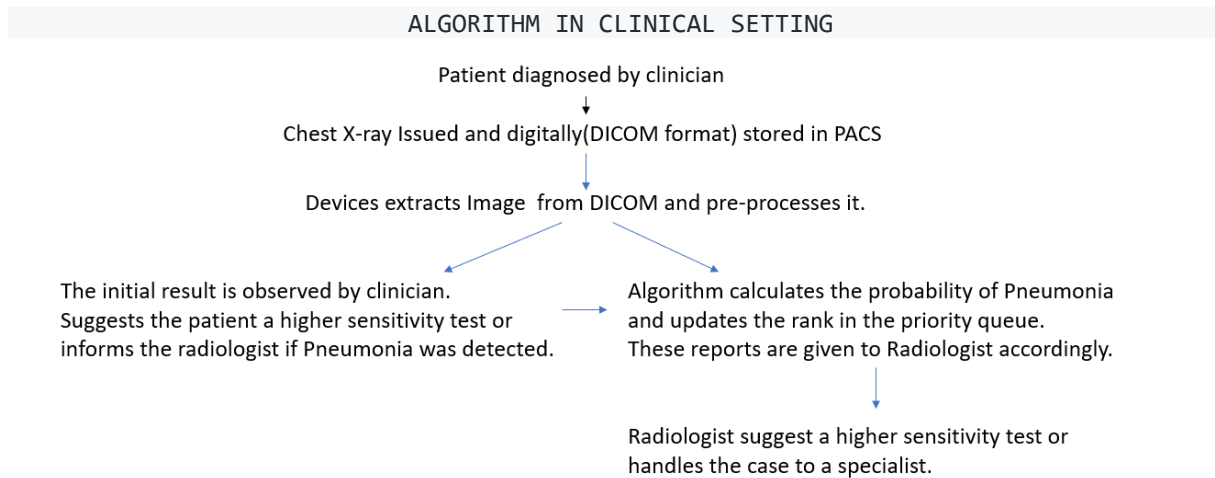 ALGORITHM IN CLINICAL SETTING
Patient diagnosed by clinician
Chest X-ray Issued and digitally(DICOM format) stored in PACS
Devices extracts Image from DICOM and pre-processes it.
The initial result is observed by clinician.
Suggests the patient a higher sensitivity test or
informs the radiologist if Pneumonia was detected.
Algorithm calculates the probability of Pneumonia
and updates the rank in the priority queue.
These reports are given to Radiologist accordingly.
Radiologist suggest a higher sensitivity test or
handles the case to a specialist.